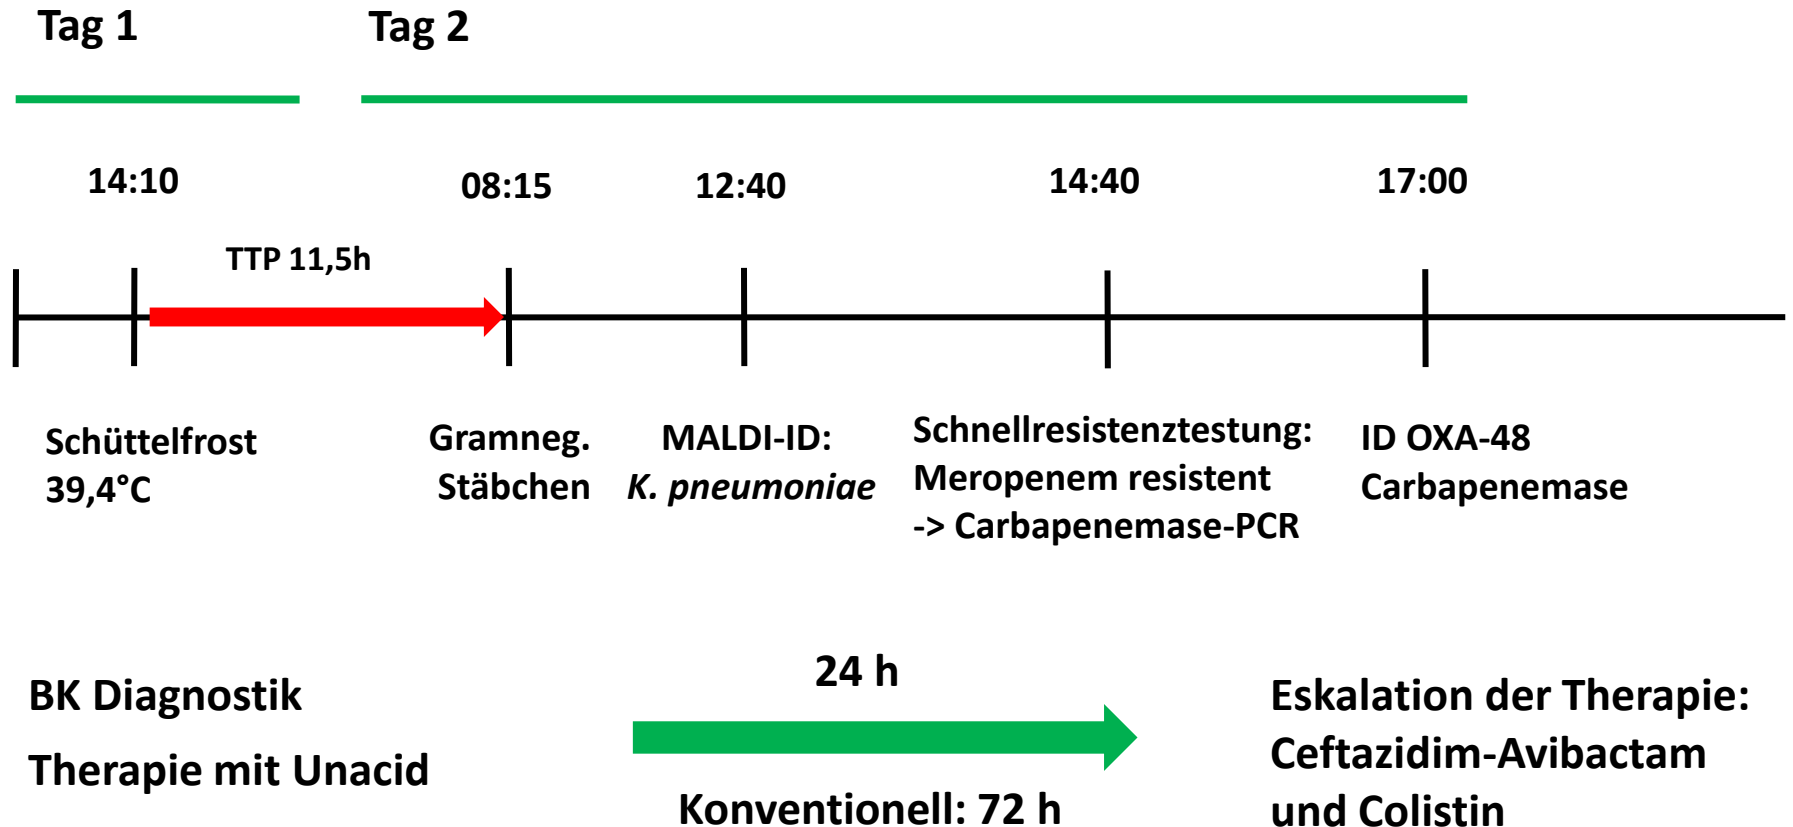 Tag 1
Tag 2
14:10
08:15
12:40
14:40
17:00
TTP 11,5h
Schüttelfrost
39,4°C
Gramneg.
Stäbchen
MALDI-ID:
K. pneumoniae
Schnellresistenztestung:
Meropenem resistent
-> Carbapenemase-PCR
ID OXA-48
Carbapenemase
BK Diagnostik
Therapie mit Unacid
24 h
Konventionell: 72 h
Eskalation der Therapie:
Ceftazidim-Avibactam
und Colistin